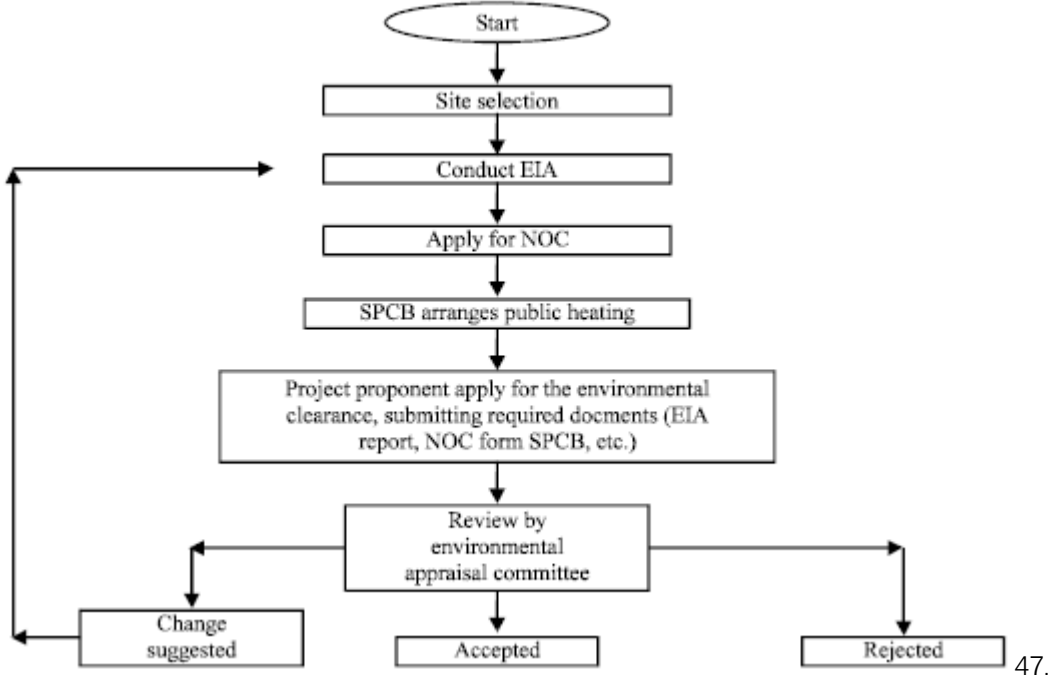 Start
Site selection
Conduct EIA
Apply for NOC
SPCB arranges public heating
Project proponent apply for the environmental
clearance, submitting required docments (EIA
report, NOC form SPCB, etc.)
Review by
environmental
appraisal committee
Change
suggested
Accepted
Rejected
47.